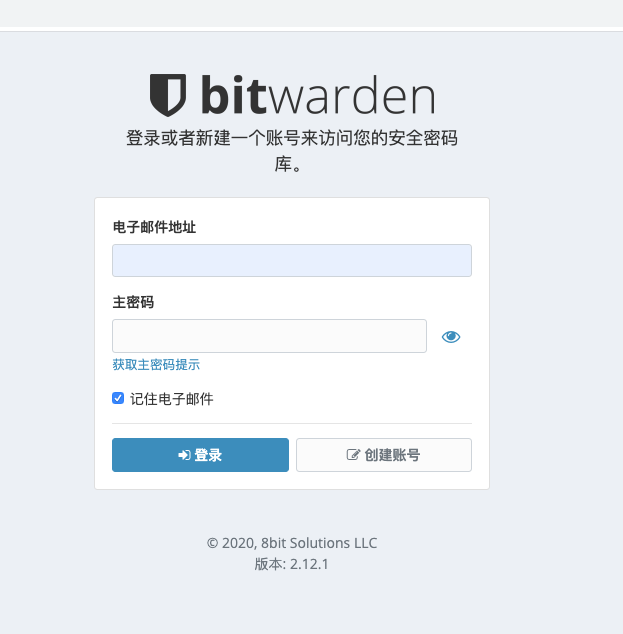 bitwarden
登录或者新建一个账号来访问您的安全密码
库。
电子邮件地址
主密码
获取主密码提示
记住电子邮件
登录
创建账号
© 2020, 8bit Solutions LLC
版本: 2.12.1